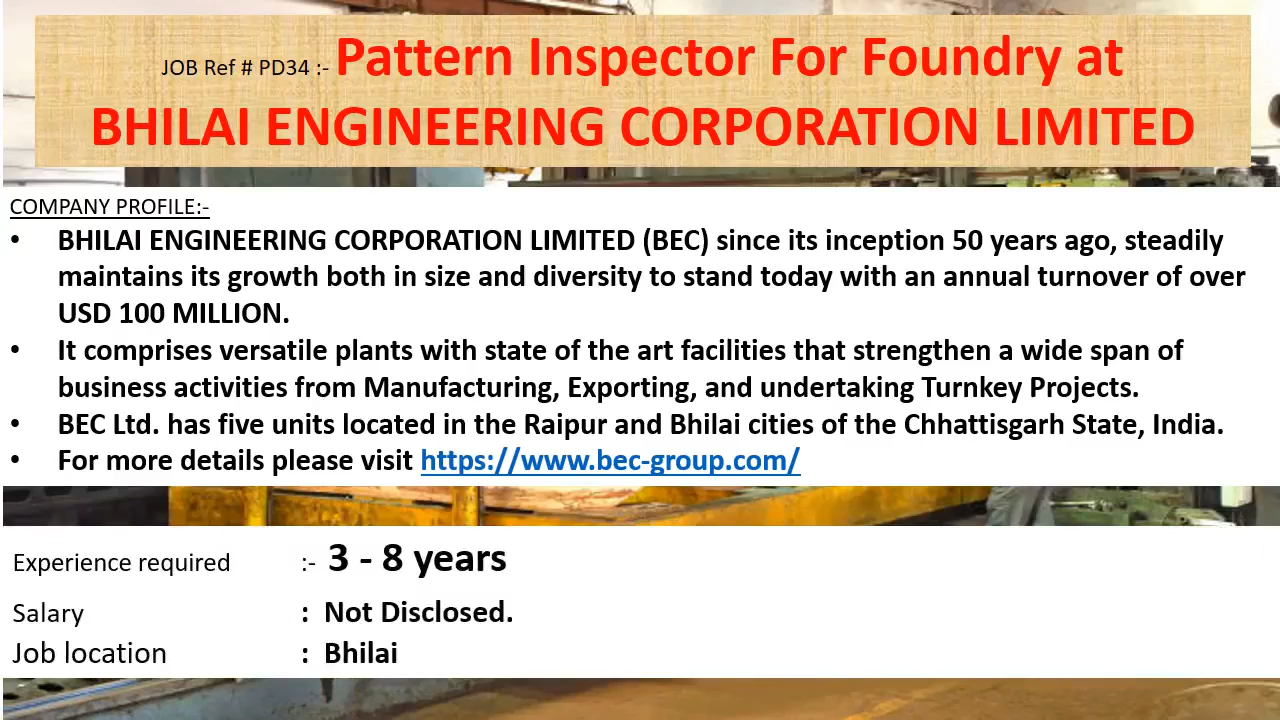 JOB Ref # PD34 :- Pattern Inspector For Foundry at
BHILAI ENGINEERING CORPORATION LIMITED
COMPANY PROFILE:-
• BHILAI ENGINEERING CORPORATION LIMITED (BEC) since its inception 50 years ago, steadily
maintains its growth both in size and diversity to stand today with an annual turnover of over
USD 100 MILLION.
• It comprises versatile plants with state of the art facilities that strengthen a wide span of
business activities from Manufacturing, Exporting, and undertaking Turnkey Projects.
• BEC Ltd. has five units located in the Raipur and Bhilai cities of the Chhattisgarh State, India.
• For more details please visit https://www.bec-group.com/
Experience required :- 3 - 8 years
Salary : Not Disclosed.
Job location : Bhilai